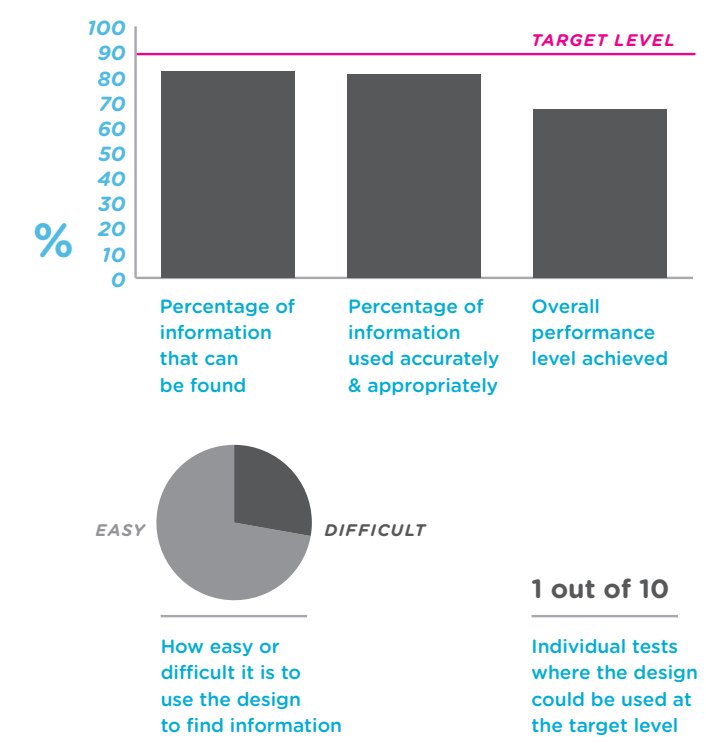 100
90
80
70
60
50
40
30
20
10
0
%
TARGET LEVEL
Percentage of
information
that can
be found
Percentage of
information
used accurately
& appropriately
Overall
performance
level achieved
EASY
DIFFICULT
How easy or
difficult it is to
use the design
to find information
1 out of 10
Individual tests
where the design
could be used at
the target level